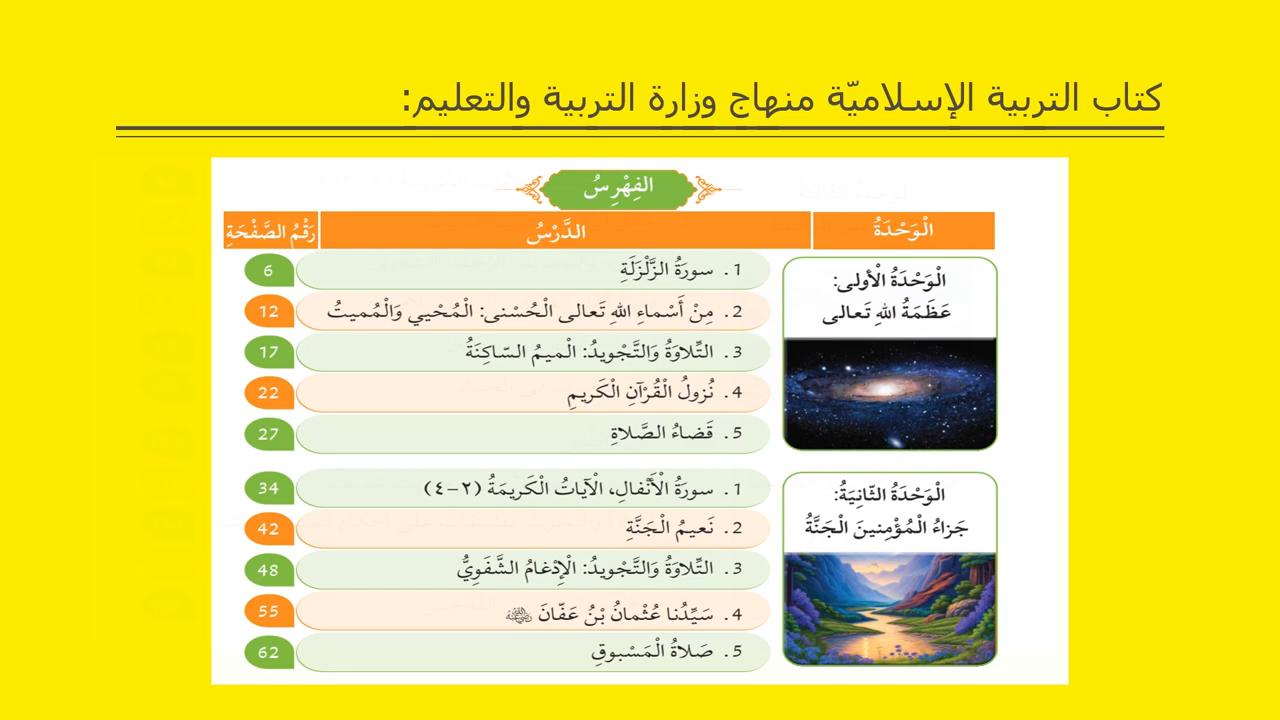 كتاب التربية الإسلاميّة منهاج وزارة التربية والتعليم:
الفِهْرِسُ
الْوَحْدَةُ الدَّرْسُ رَقْمُ الصَّفْحَةِ
الْوَحْدَةُ الْأولى:
عَظَمَةُ اللهِ تَعالى
1. سورَةُ الزَّلْزَلَةِ 6
2. مِنْ أَسْماءِ اللهِ تَعالى الْحُسْنى: الْمُحْيي وَالْمُميتُ 12
3. التِّلاوَةُ وَالتَّجْويدُ: الْميمُ السّاكِنَةُ 17
4. نُزولُ الْقُرْآنِ الْكَريمِ 22
5. قَضاءُ الصَّلاةِ 27
الْوَحْدَةُ الثّانِيَةُ:
جَزاءُ الْمُؤْمِنينَ الْجَنَّةُ
1. سورَةُ الْأَنْفالِ، الْآياتُ الْكَريمَةُ (٢-٤) 34
2. نَعيمُ الْجَنَّةِ 42
3. التِّلاوَةُ وَالتَّجْويدُ: الْإِدْغامُ الشَّفَوِيُّ 48
4. سَيِّدُنا عُثْمانُ بْنُ عَفّانَ رضي الله عنه 55
5. صَلاةُ الْمَسْبوقِ 62